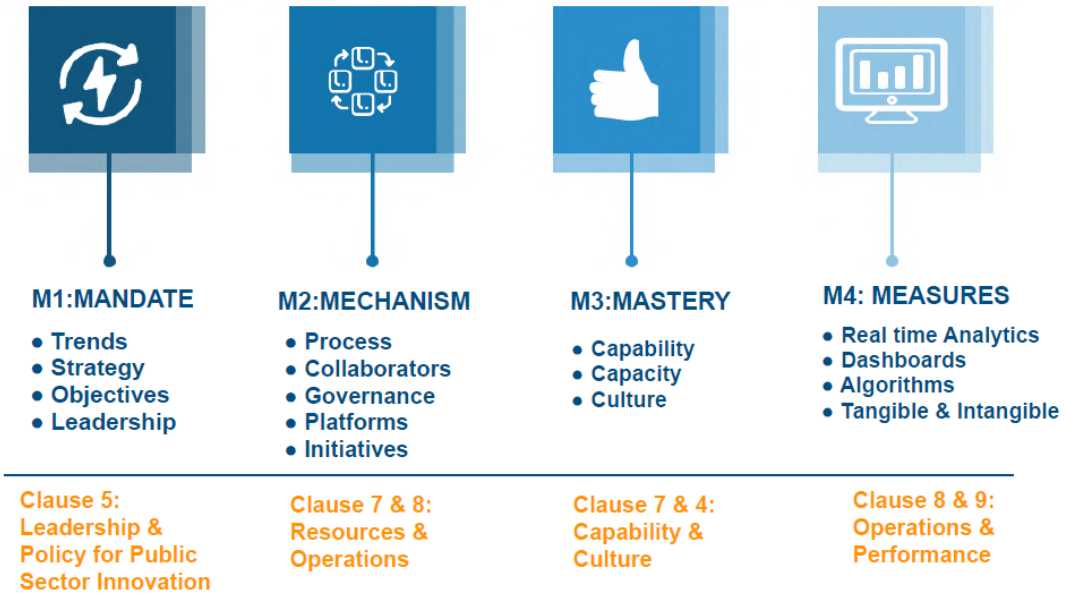 M1:MANDATE
● Trends
● Strategy
● Objectives
● Leadership
Clause 5:
Leadership &
Policy for Public
Sector Innovation
M2:MECHANISM
● Process
● Collaborators
● Governance
● Platforms
● Initiatives
Clause 7 & 8:
Resources &
Operations
M3:MASTERY
● Capability
● Capacity
● Culture
Clause 7 & 4:
Capability &
Culture
M4: MEASURES
● Real time Analytics
● Dashboards
● Algorithms
● Tangible & Intangible
Clause 8 & 9:
Operations &
Performance